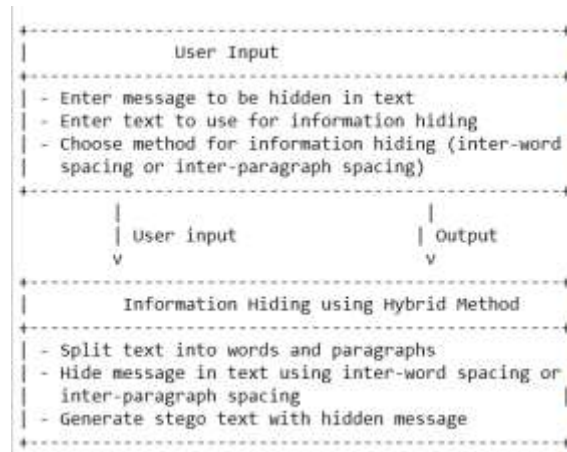 User Input
- Enter message to be hidden in text
- Enter text to use for information hiding
- Choose method for information hiding (inter-word
spacing or inter-paragraph spacing)
User input Output
v v
Information Hiding using Hybrid Method
- Split text into words and paragraphs
- Hide message in text using inter-word spacing or
inter-paragraph spacing
- Generate stego text with hidden message